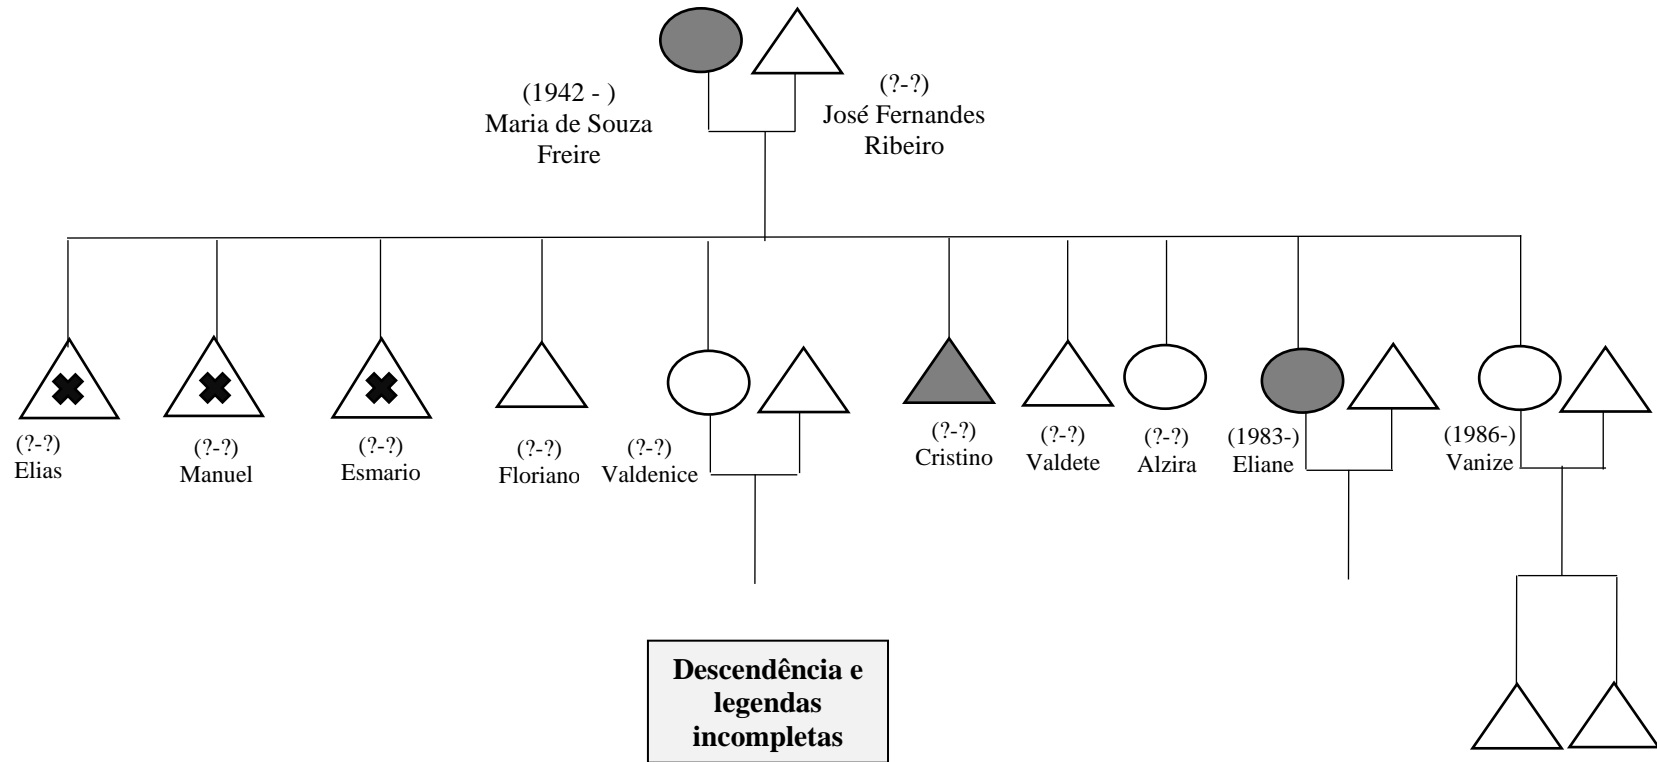 (1942 - )
Maria de Souza
Freire
(?-?)
José Fernandes
Ribeiro
(?-?)
Elias
(?-?)
Manuel
(?-?)
Esmario
(?-?)
Floriano
(?-?)
Valdenice
(?-?)
Cristino
(?-?)
Valdete
(?-?)
Alzira
(1983-)
Eliane
(1986-)
Vanize
Descendência e
legendas
incompletas